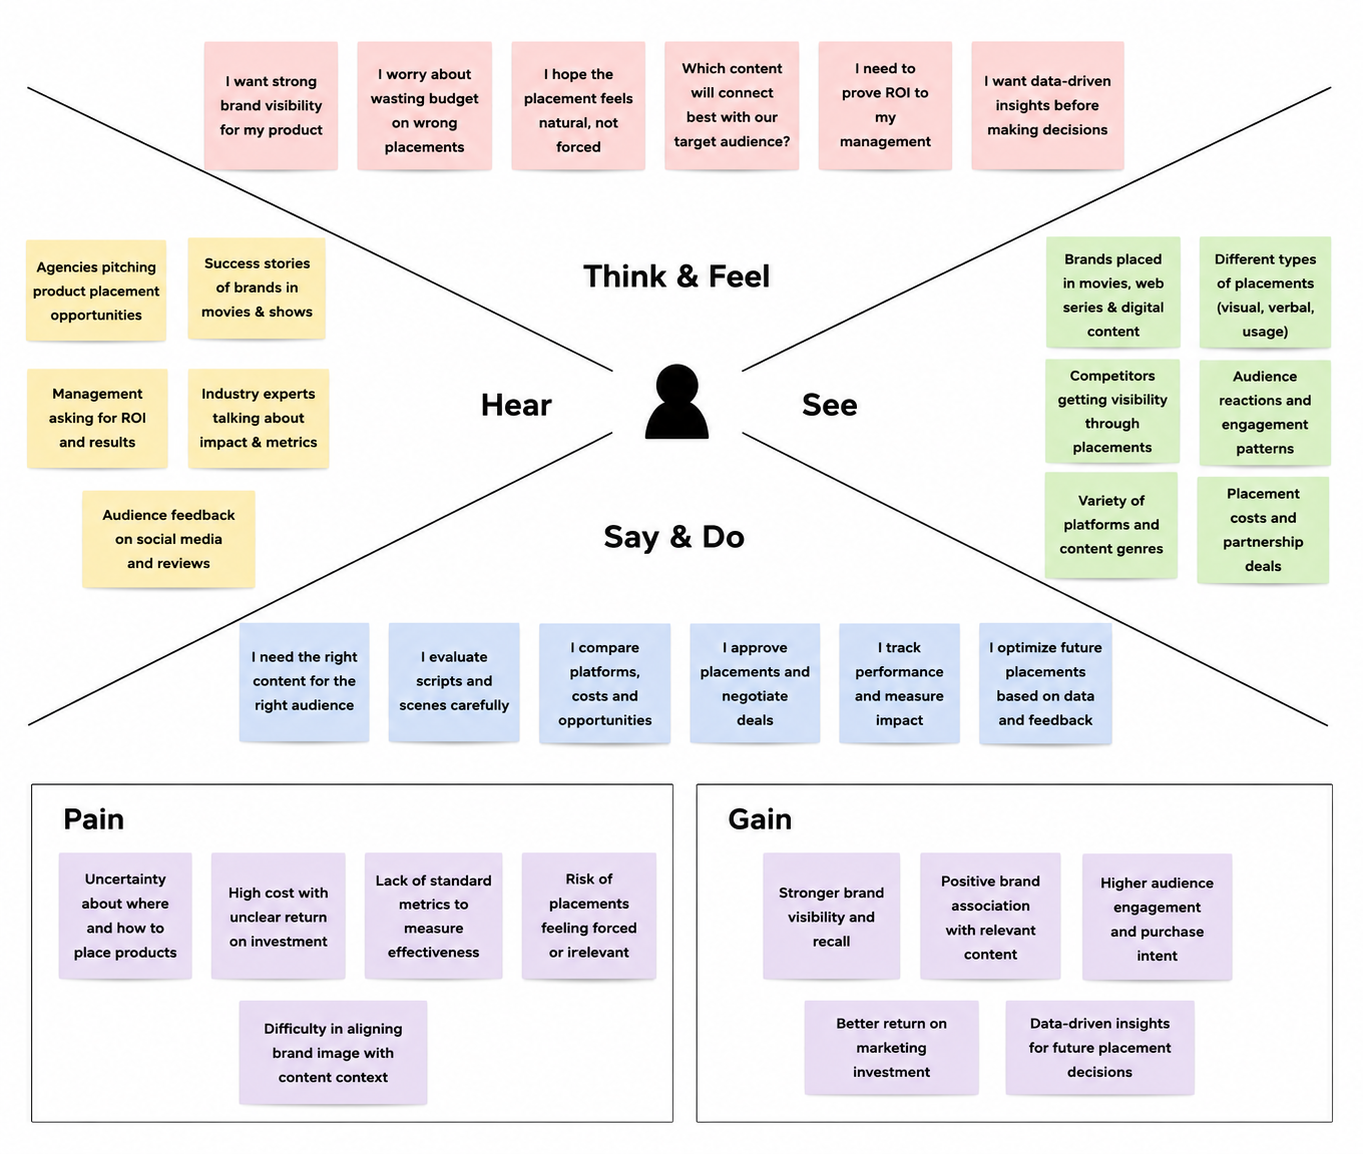 I want strong
brand visibility
for my product
I worry about
wasting budget
on wrong
placements
I hope the
placement feels
natural, not
forced
Which content
will connect
best with our
target audience?
I need to
prove ROI to
my
management
I want data-driven
insights before
making decisions
Think & Feel
Agencies pitching
product placement
opportunities
Success stories
of brands in
movies & shows
Management
asking for ROI
and results
Industry experts
talking about
impact & metrics
Audience feedback
on social media
and reviews
Hear
See
Brands placed
in movies, web
series & digital
content
Different types
of placements
(visual, verbal,
usage)
Competitors
getting visibility
through
placements
Audience
reactions and
engagement
patterns
Variety of
platforms and
content genres
Placement
costs and
partnership
deals
Say & Do
I need the right
content for the
right audience
I evaluate
scripts and
scenes carefully
I compare
platforms,
costs and
opportunities
I approve
placements and
negotiate
deals
I track
performance
and measure
impact
I optimize future
placements
based on data
and feedback
Pain
Uncertainty
about where
and how to
place products
High cost with
unclear return
on investment
Lack of standard
metrics to
measure
effectiveness
Risk of
placements
feeling forced
or irelevant
Difficulty in aligning
brand image with
content context
Gain
Stronger brand
visibility and
recall
Positive brand
association
with relevant
content
Higher audience
engagement
and purchase
intent
Better return on
marketing
investment
Data-driven insights
for future placement
decisions